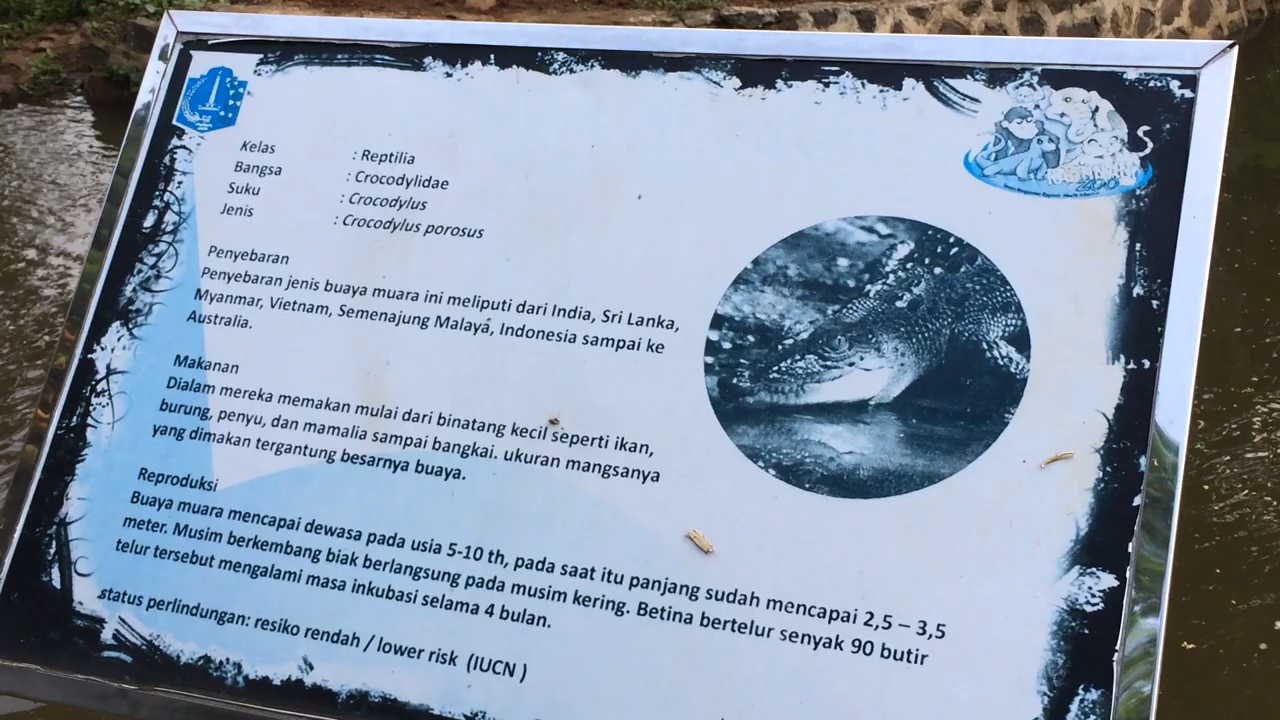 Kelas : Reptilia
Bangsa : Crocodylidae
Suku : Crocodylus
Jenis : Crocodylus porosus
Penyebaran
Penyebaran jenis buaya muara ini meliputi dari India, Sri Lanka,
Myanmar, Vietnam, Semenajung Malaya, Indonesia sampai ke
Australia.
Makanan
Dialam mereka memakan mulai dari binatang kecil seperti ikan,
burung, penyu, dan mamalia sampai bangkai. ukuran mangsanya
yang dimakan tergantung besarnya buaya.
Reproduksi
Buaya muara mencapai dewasa pada usia 5-10 th, pada saat itu panjang sudah mencapai 2,5 – 3,5
meter. Musim berkembang biak berlangsung pada musim kering. Betina bertelur senyak 90 butir
telur tersebut mengalami masa inkubasi selama 4 bulan.
status perlindungan: resiko rendah / lower risk (IUCN )
ZOO